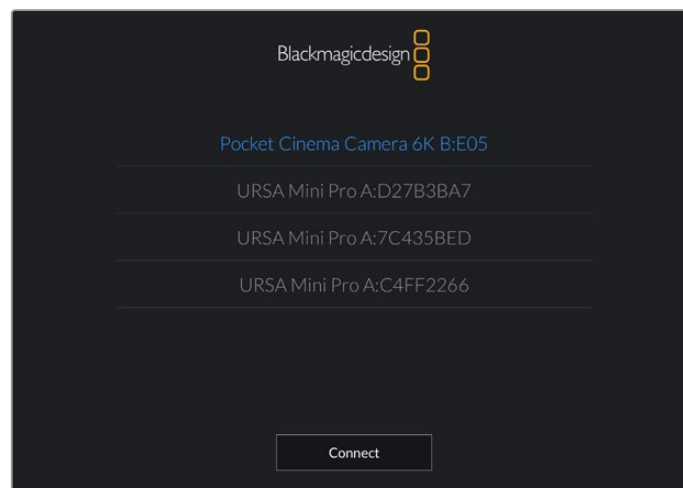 Blackmagicdesign
Pocket Cinema Camera 6K B:E05
URSA Mini Pro A:D27B3BA7
URSA Mini Pro A:7C435BED
URSA Mini Pro A:C4FF2266
Connect